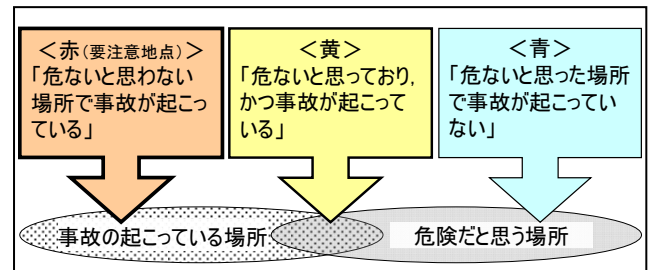 ＜赤(要注意地点)＞
「危ないと思わない
場所で事故が起こっ
ている」
＜黄＞
「危ないと思っており,
かつ事故が起こって
いる」
＜青＞
「危ないと思った場所
で事故が起こってい
ない」
事故の起こっている場所
危険だと思う場所